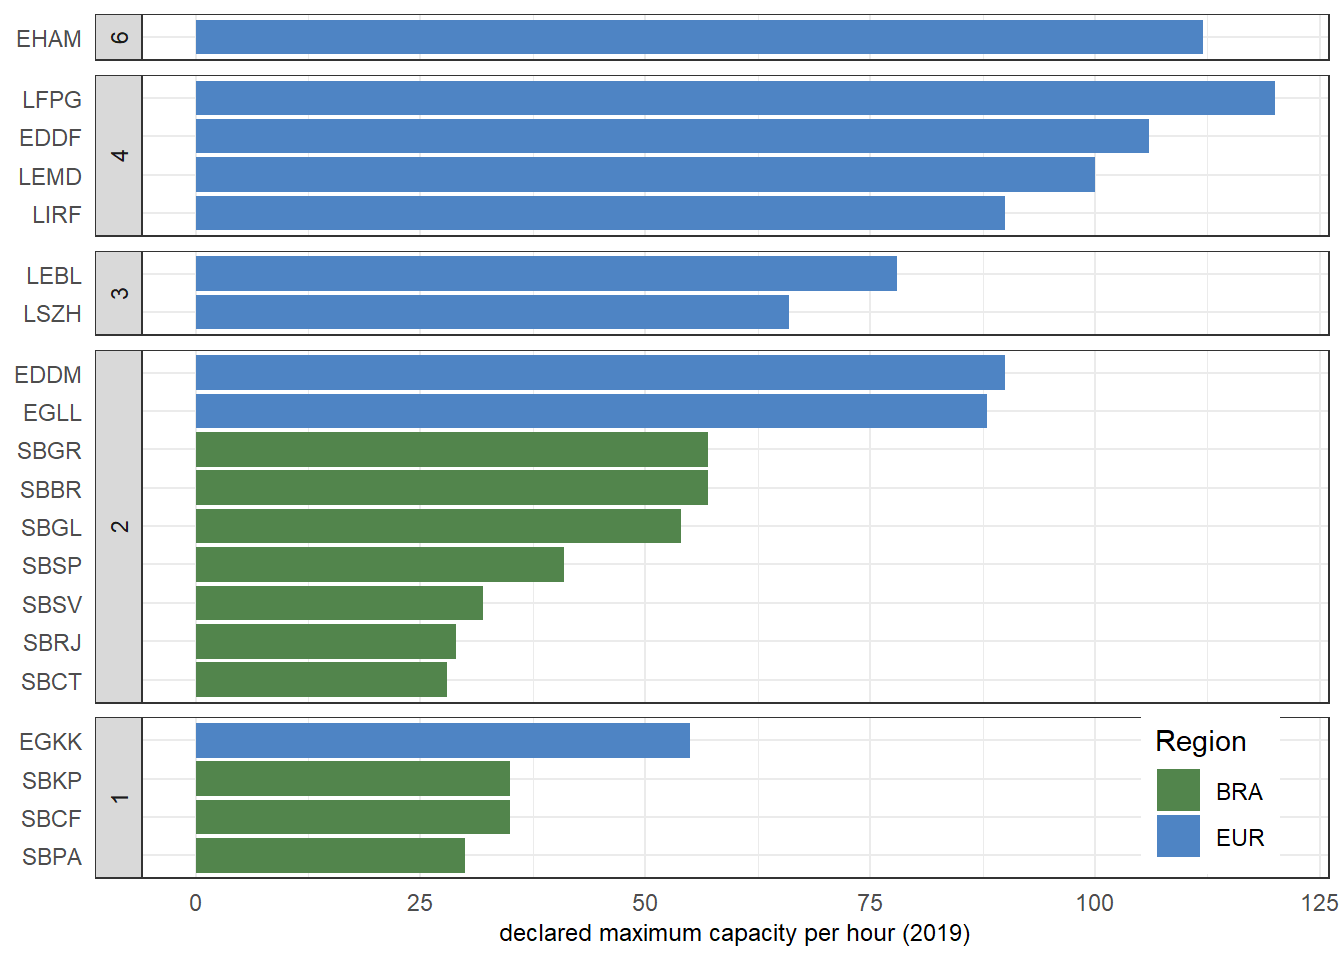 EHAM
6
LFPG
EDDF
LEMD
LIRF
4
LEBL
LSZH
3
EDDM
EGLL
SBGR
SBBR
SBGL
SBSP
SBSV
SBRJ
SBCT
2
EGKK
SBKP
SBCF
SBPA
1
Region
BRA
EUR
0 25 50 75 100 125
declared maximum capacity per hour (2019)